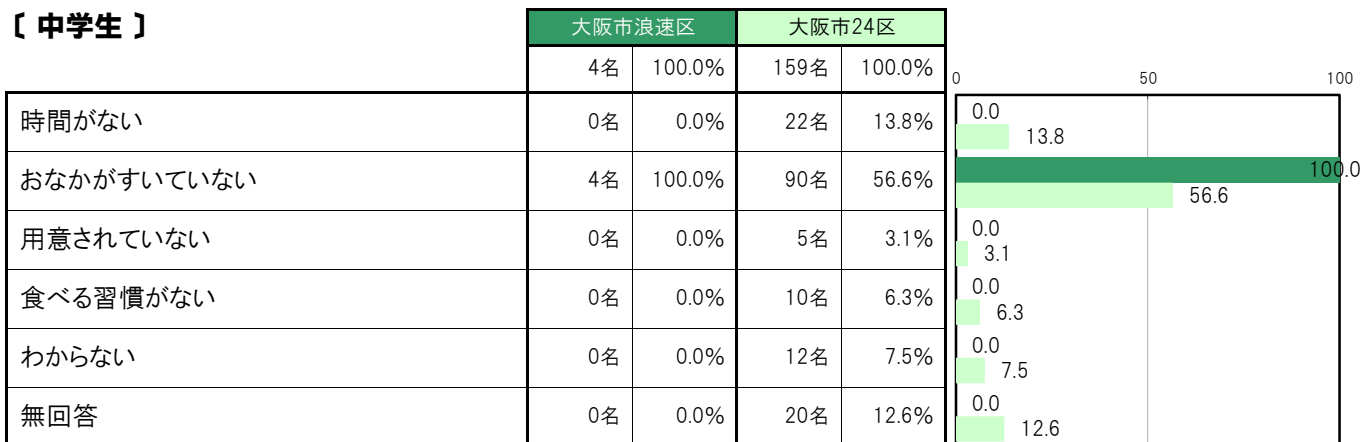 〔 中学生 〕
大阪市浪速区 大阪市24区
4名 100.0% 159名 100.0%
0 50 100
時間がない 0名 0.0% 22名 13.8% 0.0
13.8
おなかがすいていない 4名 100.0% 90名 56.6% 100.0
56.6
用意されていない 0名 0.0% 5名 3.1% 0.0
3.1
食べる習慣がない 0名 0.0% 10名 6.3% 0.0
6.3
わからない 0名 0.0% 12名 7.5% 0.0
7.5
無回答 0名 0.0% 20名 12.6% 0.0
12.6